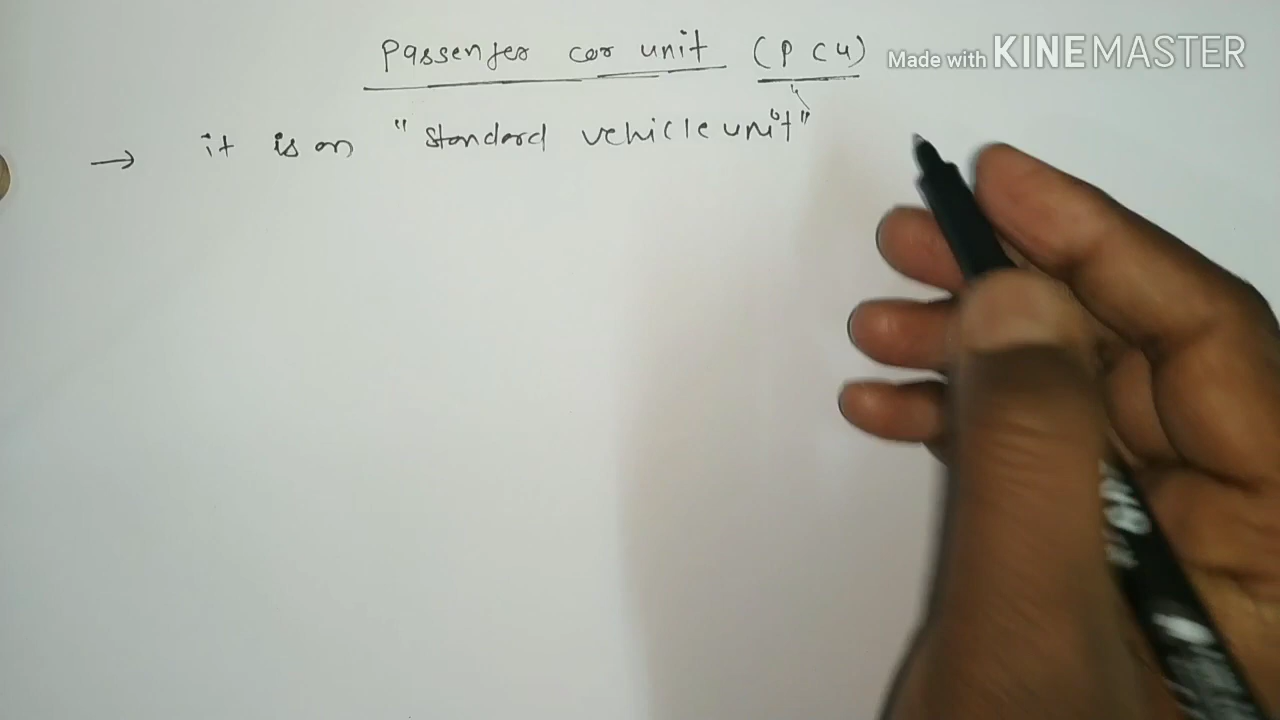 Passenger car unit (PCU)
Made with KINEMASTER
→ it is an "standard vehicle unit"